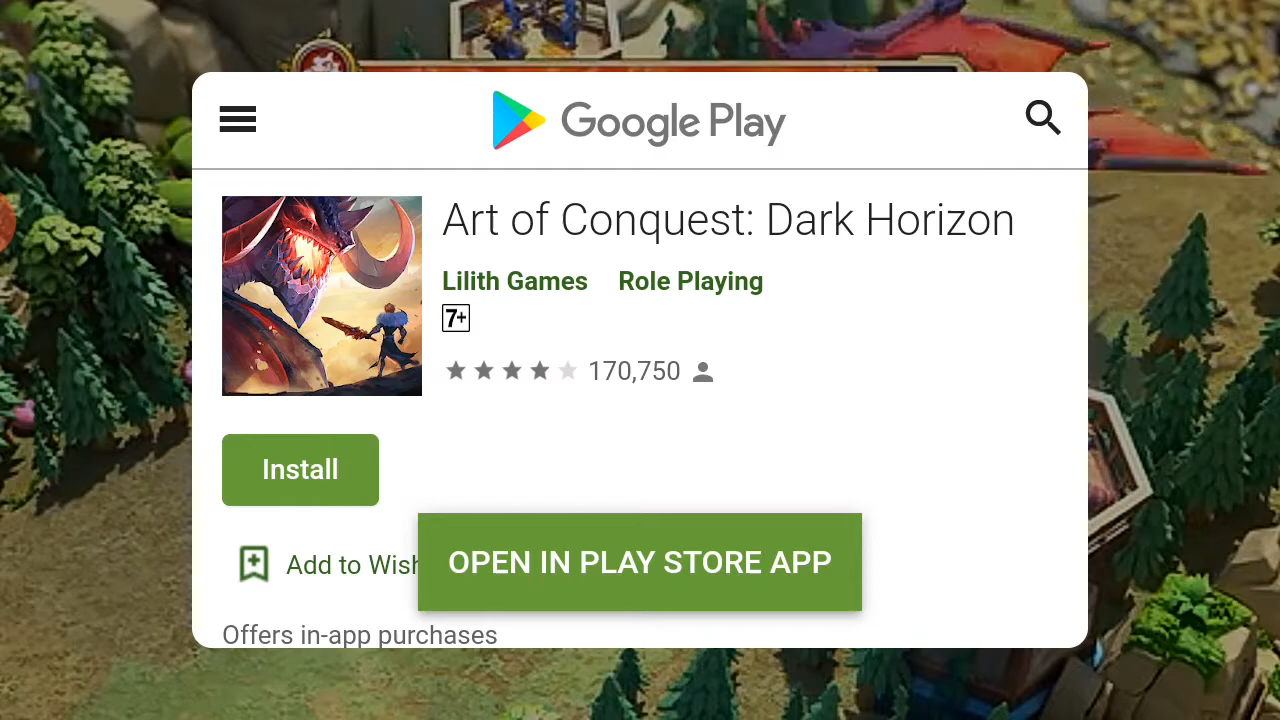 Google Play
Art of Conquest: Dark Horizon
Lilith Games Role Playing
7+
170,750
Install
Add to Wish
OPEN IN PLAY STORE APP
Offers in-app purchases